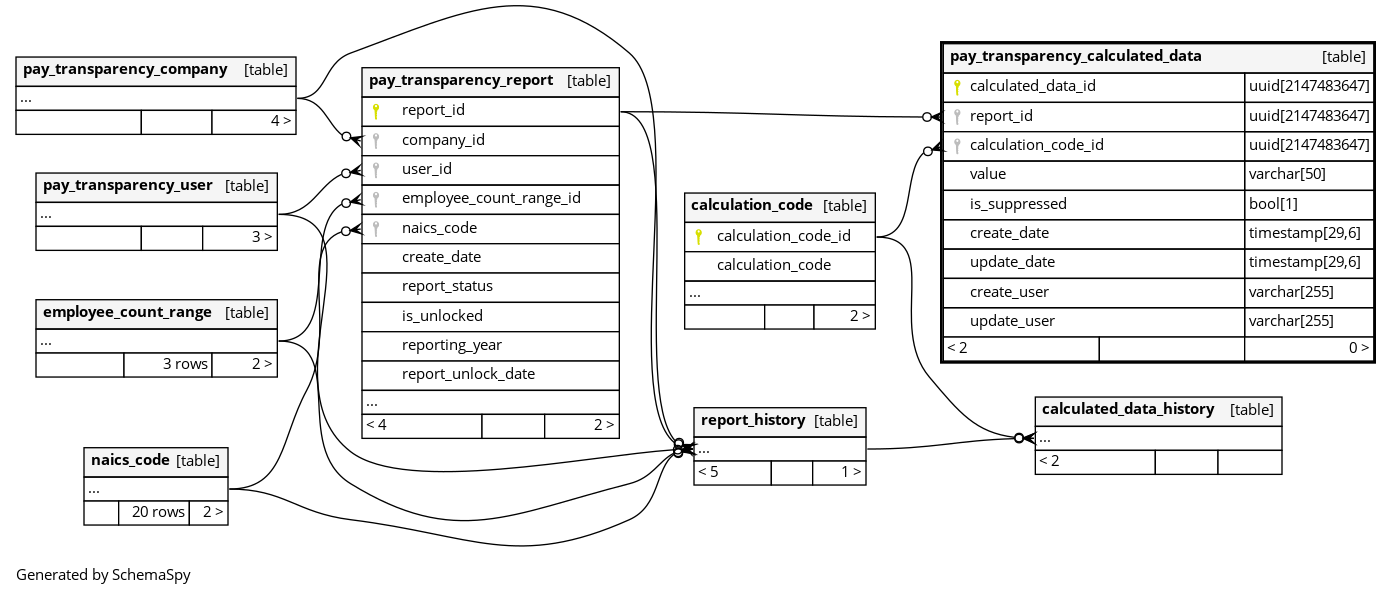 pay_transparency_company [table]
...
4 >
pay_transparency_user [table]
...
3 >
employee_count_range [table]
...
3 rows 2 >
naics_code [table]
...
20 rows 2 >
pay_transparency_report [table]
report_id
company_id
user_id
employee_count_range_id
naics_code
create_date
report_status
is_unlocked
reporting_year
report_unlock_date
...
< 4 2 >
calculation_code [table]
calculation_code_id
calculation_code
...
2 >
report_history [table]
...
< 5 1 >
pay_transparency_calculated_data [table]
calculated_data_id uuid[2147483647]
report_id uuid[2147483647]
calculation_code_id uuid[2147483647]
value varchar[50]
is_suppressed bool[1]
create_date timestamp[29,6]
update_date timestamp[29,6]
create_user varchar[255]
update_user varchar[255]
< 2 0 >
calculated_data_history [table]
...
< 2
Generated by SchemaSpy